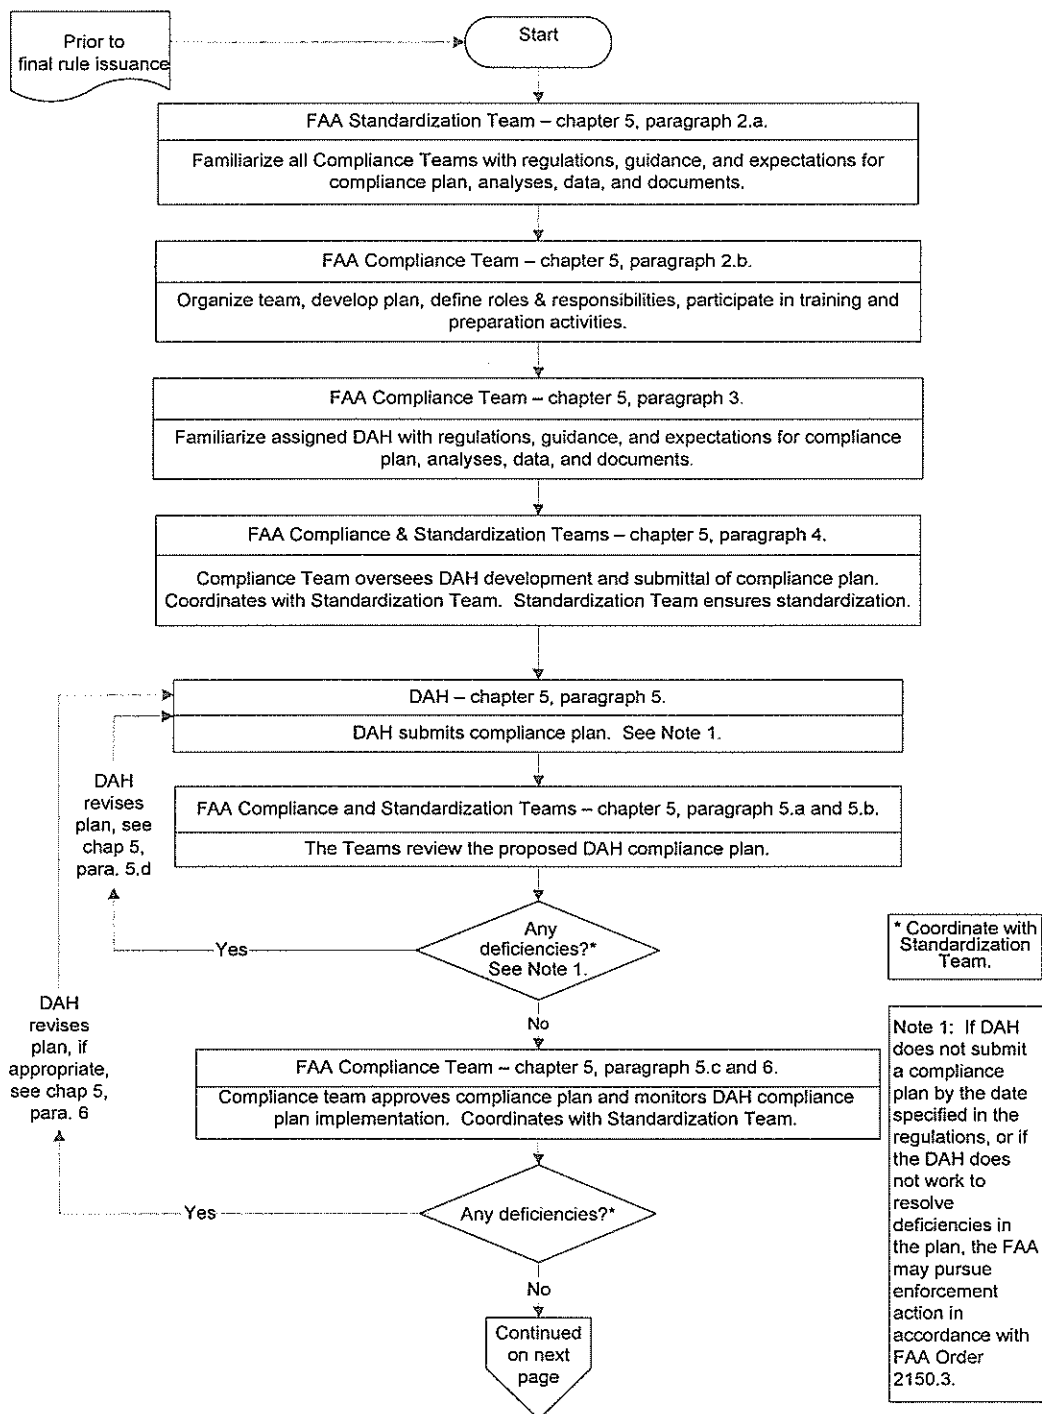 Prior to
final rule issuance
Start
FAA Standardization Team – chapter 5, paragraph 2.a.
Familiarize all Compliance Teams with regulations, guidance, and expectations for
compliance plan, analyses, data, and documents.
FAA Compliance Team – chapter 5, paragraph 2.b.
Organize team, develop plan, define roles & responsibilities, participate in training and
preparation activities.
FAA Compliance Team – chapter 5, paragraph 3.
Familiarize assigned DAH with regulations, guidance, and expectations for compliance
plan, analyses, data, and documents.
FAA Compliance & Standardization Teams – chapter 5, paragraph 4.
Compliance Team oversees DAH development and submittal of compliance plan.
Coordinates with Standardization Team. Standardization Team ensures standardization.
DAH – chapter 5, paragraph 5.
DAH submits compliance plan. See Note 1.
DAH
revises
plan, see
chap 5,
para. 5.d
FAA Compliance and Standardization Teams – chapter 5, paragraph 5.a and 5.b.
The Teams review the proposed DAH compliance plan.
Any
deficiencies?*
See Note 1.
Yes
No
* Coordinate with
Standardization
Team.
DAH
revises
plan, if
appropriate,
see chap 5,
para. 6
FAA Compliance Team – chapter 5, paragraph 5.c and 6.
Compliance team approves compliance plan and monitors DAH compliance
plan implementation. Coordinates with Standardization Team.
Any deficiencies?*
Yes
No
Continued
on next
page
Note 1: If DAH
does not submit
a compliance
plan by the date
specified in the
regulations, or if
the DAH does
not work to
resolve
deficiencies in
the plan, the FAA
may pursue
enforcement
action in
accordance with
FAA Order
2150.3.